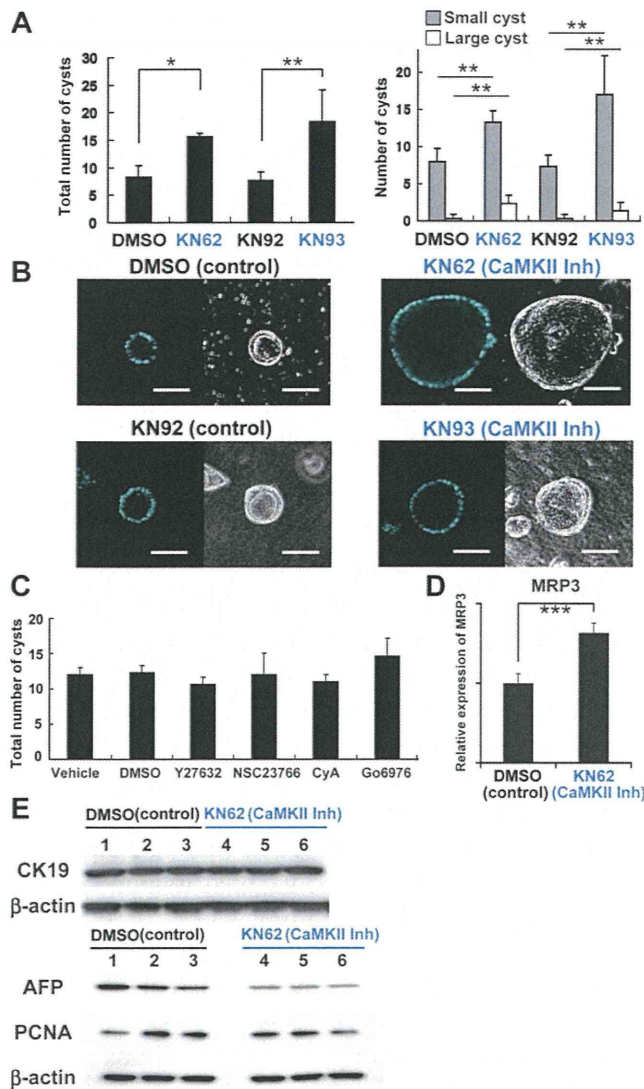 A
Total number of cysts
30
25
20
15
10
5
0
*
**
DMSO KN62 KN92 KN93
Small cyst
Large cyst
Number of cysts
20
15
10
5
0
**
**
**
**
DMSO KN62 KN92 KN93
B
DMSO (control)
KN62 (CaMKII Inh)
KN92 (control)
KN93 (CaMKII Inh)
C
Total number of cysts
20
15
10
5
0
Vehicle DMSO Y27632 NSC23766 CyA Go6976
D
MRP3
Relative expression of MRP3
***
DMSO (control)
KN62 (CaMKII Inh)
E
DMSO(control) KN62 (CaMKII Inh)
1 2 3 4 5 6
CK19
β-actin
DMSO(control) KN62 (CaMKII Inh)
1 2 3 4 5 6
AFP
PCNA
β-actin